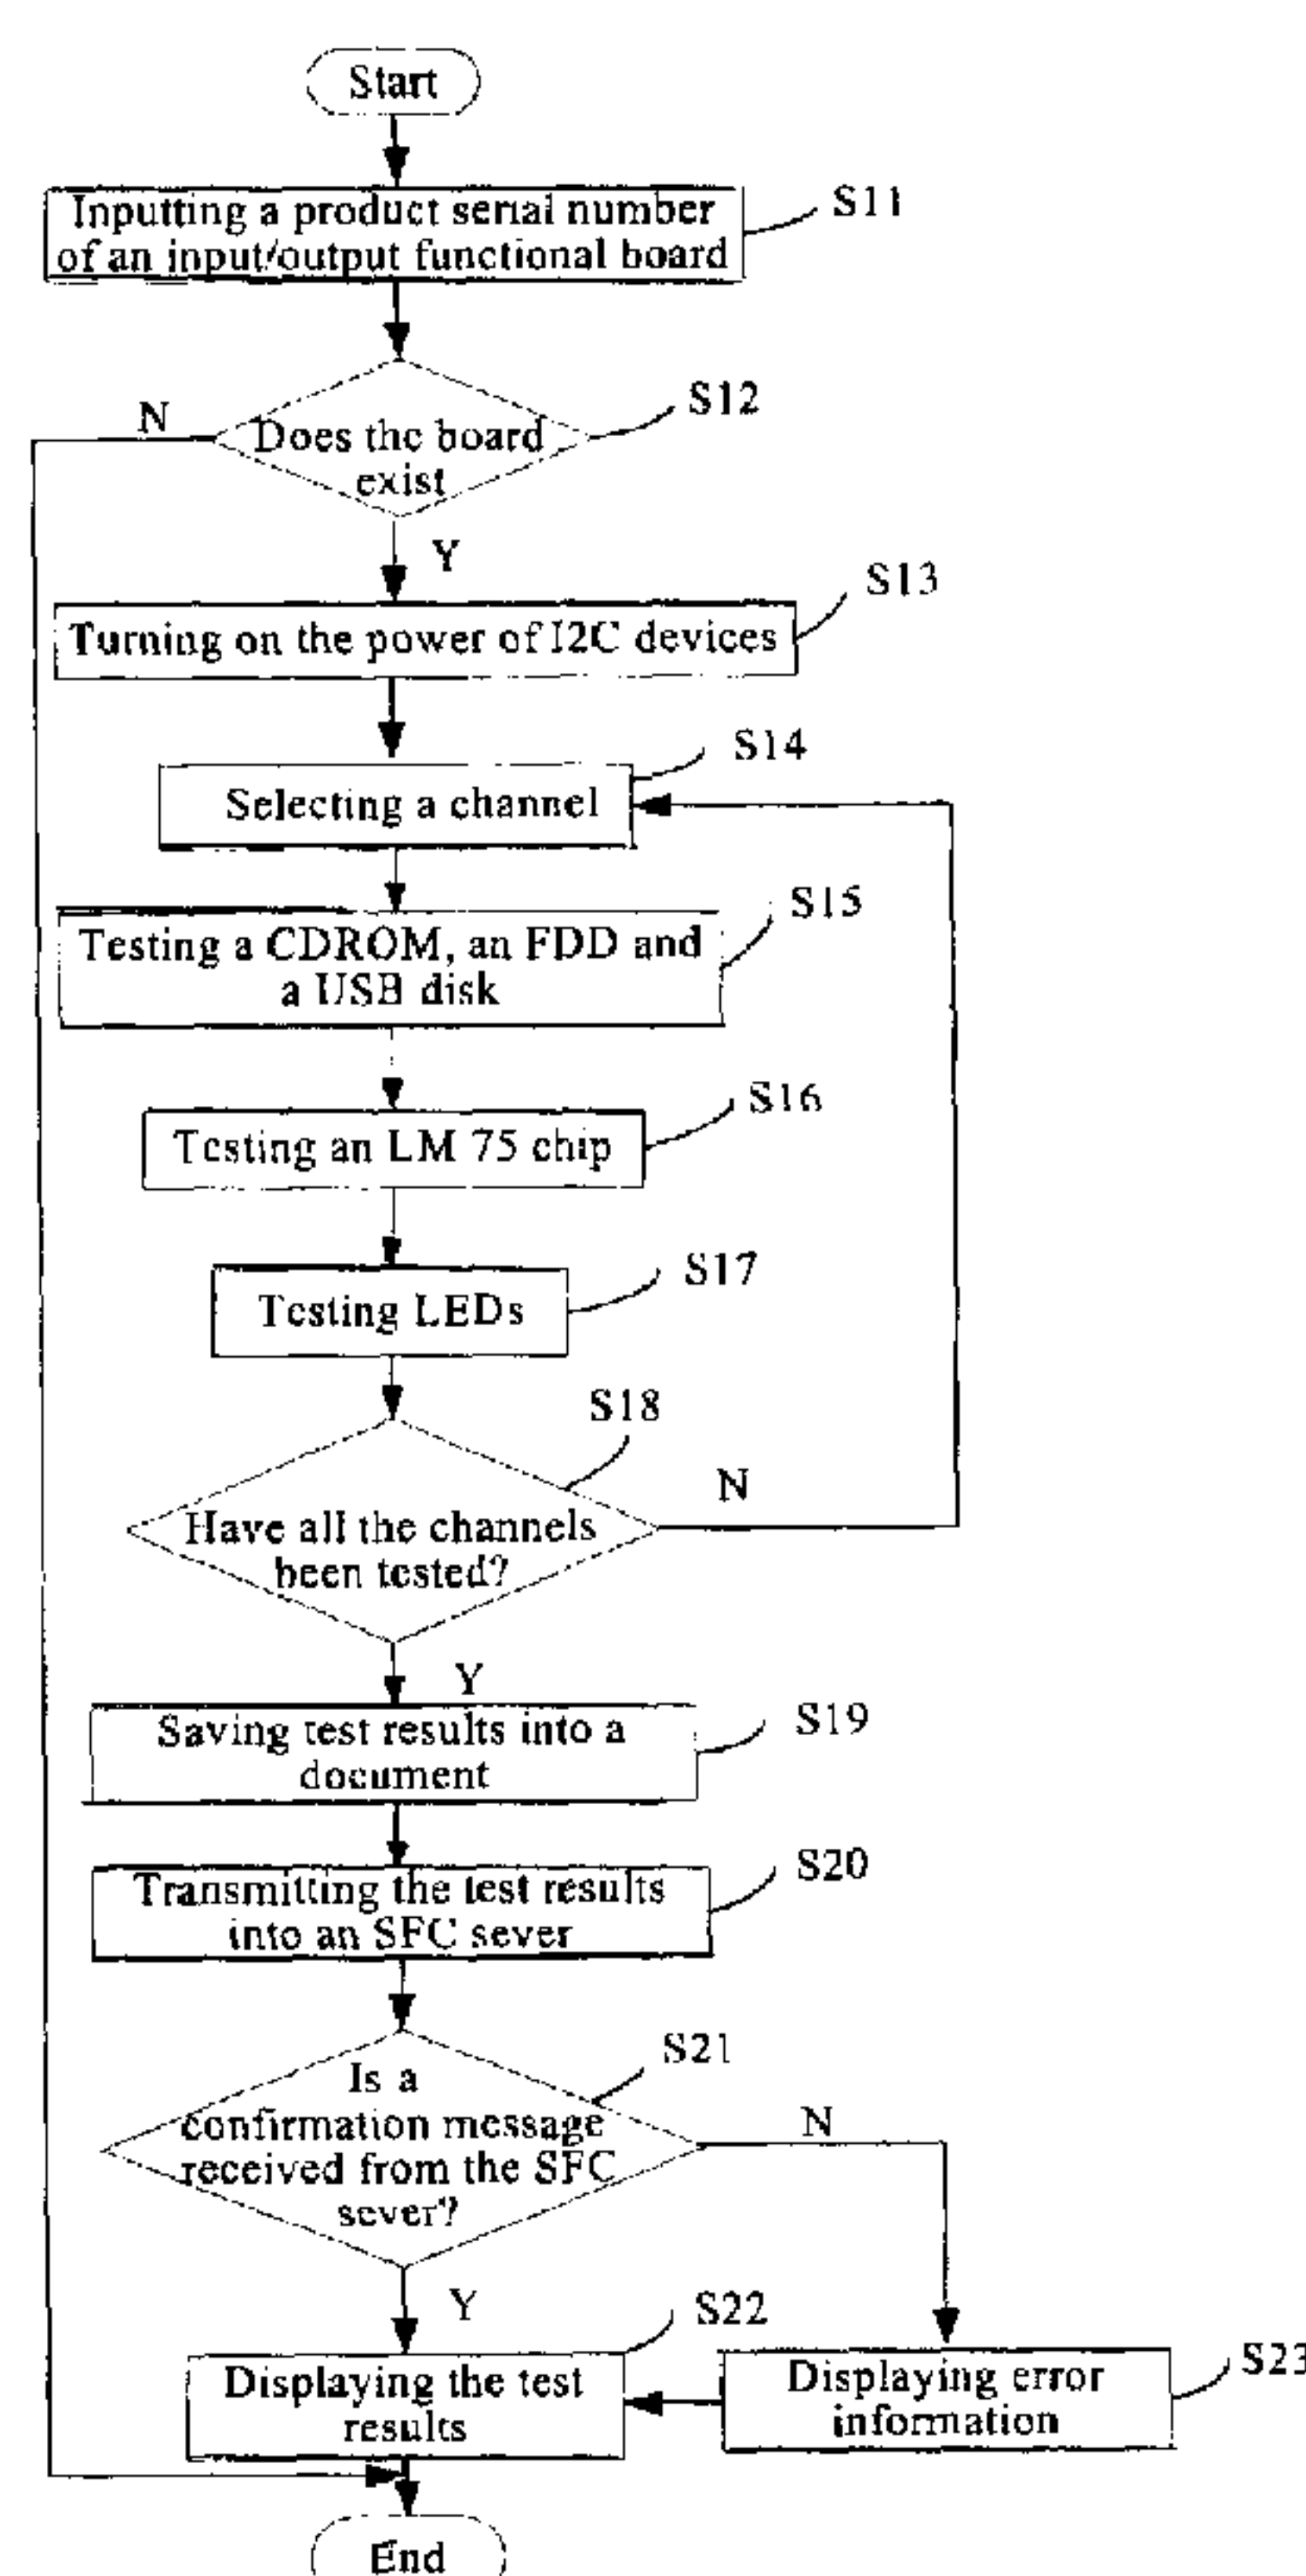 Start
Inputting a product serial number
of an input/output functional board
S11
S12
N
Does the board
exist
Y
S13
Turning on the power of I2C devices
S14
Selecting a channel
S15
Testing a CDROM, an FDD and
a USB disk
S16
Testing an LM 75 chip
S17
Testing LEDs
S18
N
Have all the channels
been tested?
Y
Saving test results into a
document
S19
S20
Transmitting the test results
into an SFC sever
S21
Is a
confirmation message
received from the SFC
sever?
N
Y
S22
Displaying the test
results
Displaying error
information
S23
End